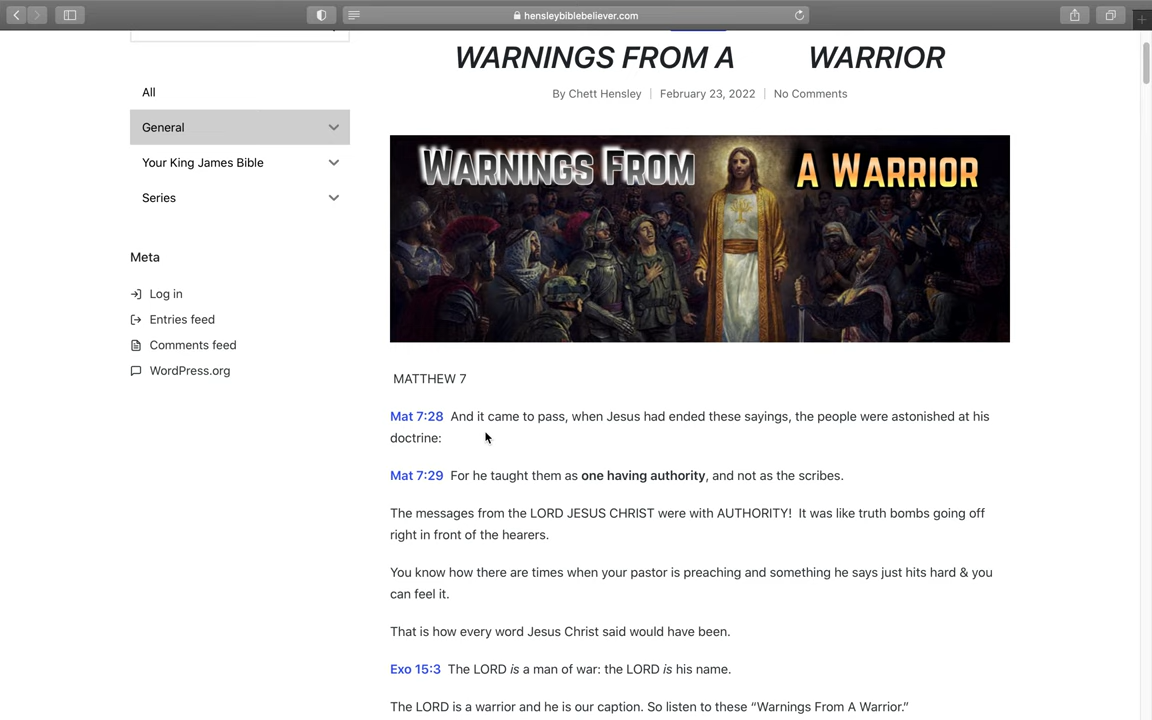 hensleybiblebeliever.com
WARNINGS FROM A WARRIOR
By Chett Hensley | February 23, 2022 | No Comments
All
General
Your King James Bible
Series
Meta
Log in
Entries feed
Comments feed
WordPress.org
WARNINGS FROM A WARRIOR
MATTHEW 7
Mat 7:28 And it came to pass, when Jesus had ended these sayings, the people were astonished at his
doctrine:
Mat 7:29 For he taught them as one having authority, and not as the scribes.
The messages from the LORD JESUS CHRIST were with AUTHORITY! It was like truth bombs going off
right in front of the hearers.
You know how there are times when your pastor is preaching and something he says just hits hard & you
can feel it.
That is how every word Jesus Christ said would have been.
Exo 15:3 The LORD is a man of war: the LORD is his name.
The LORD is a warrior and he is our caption. So listen to these “Warnings From A Warrior.”